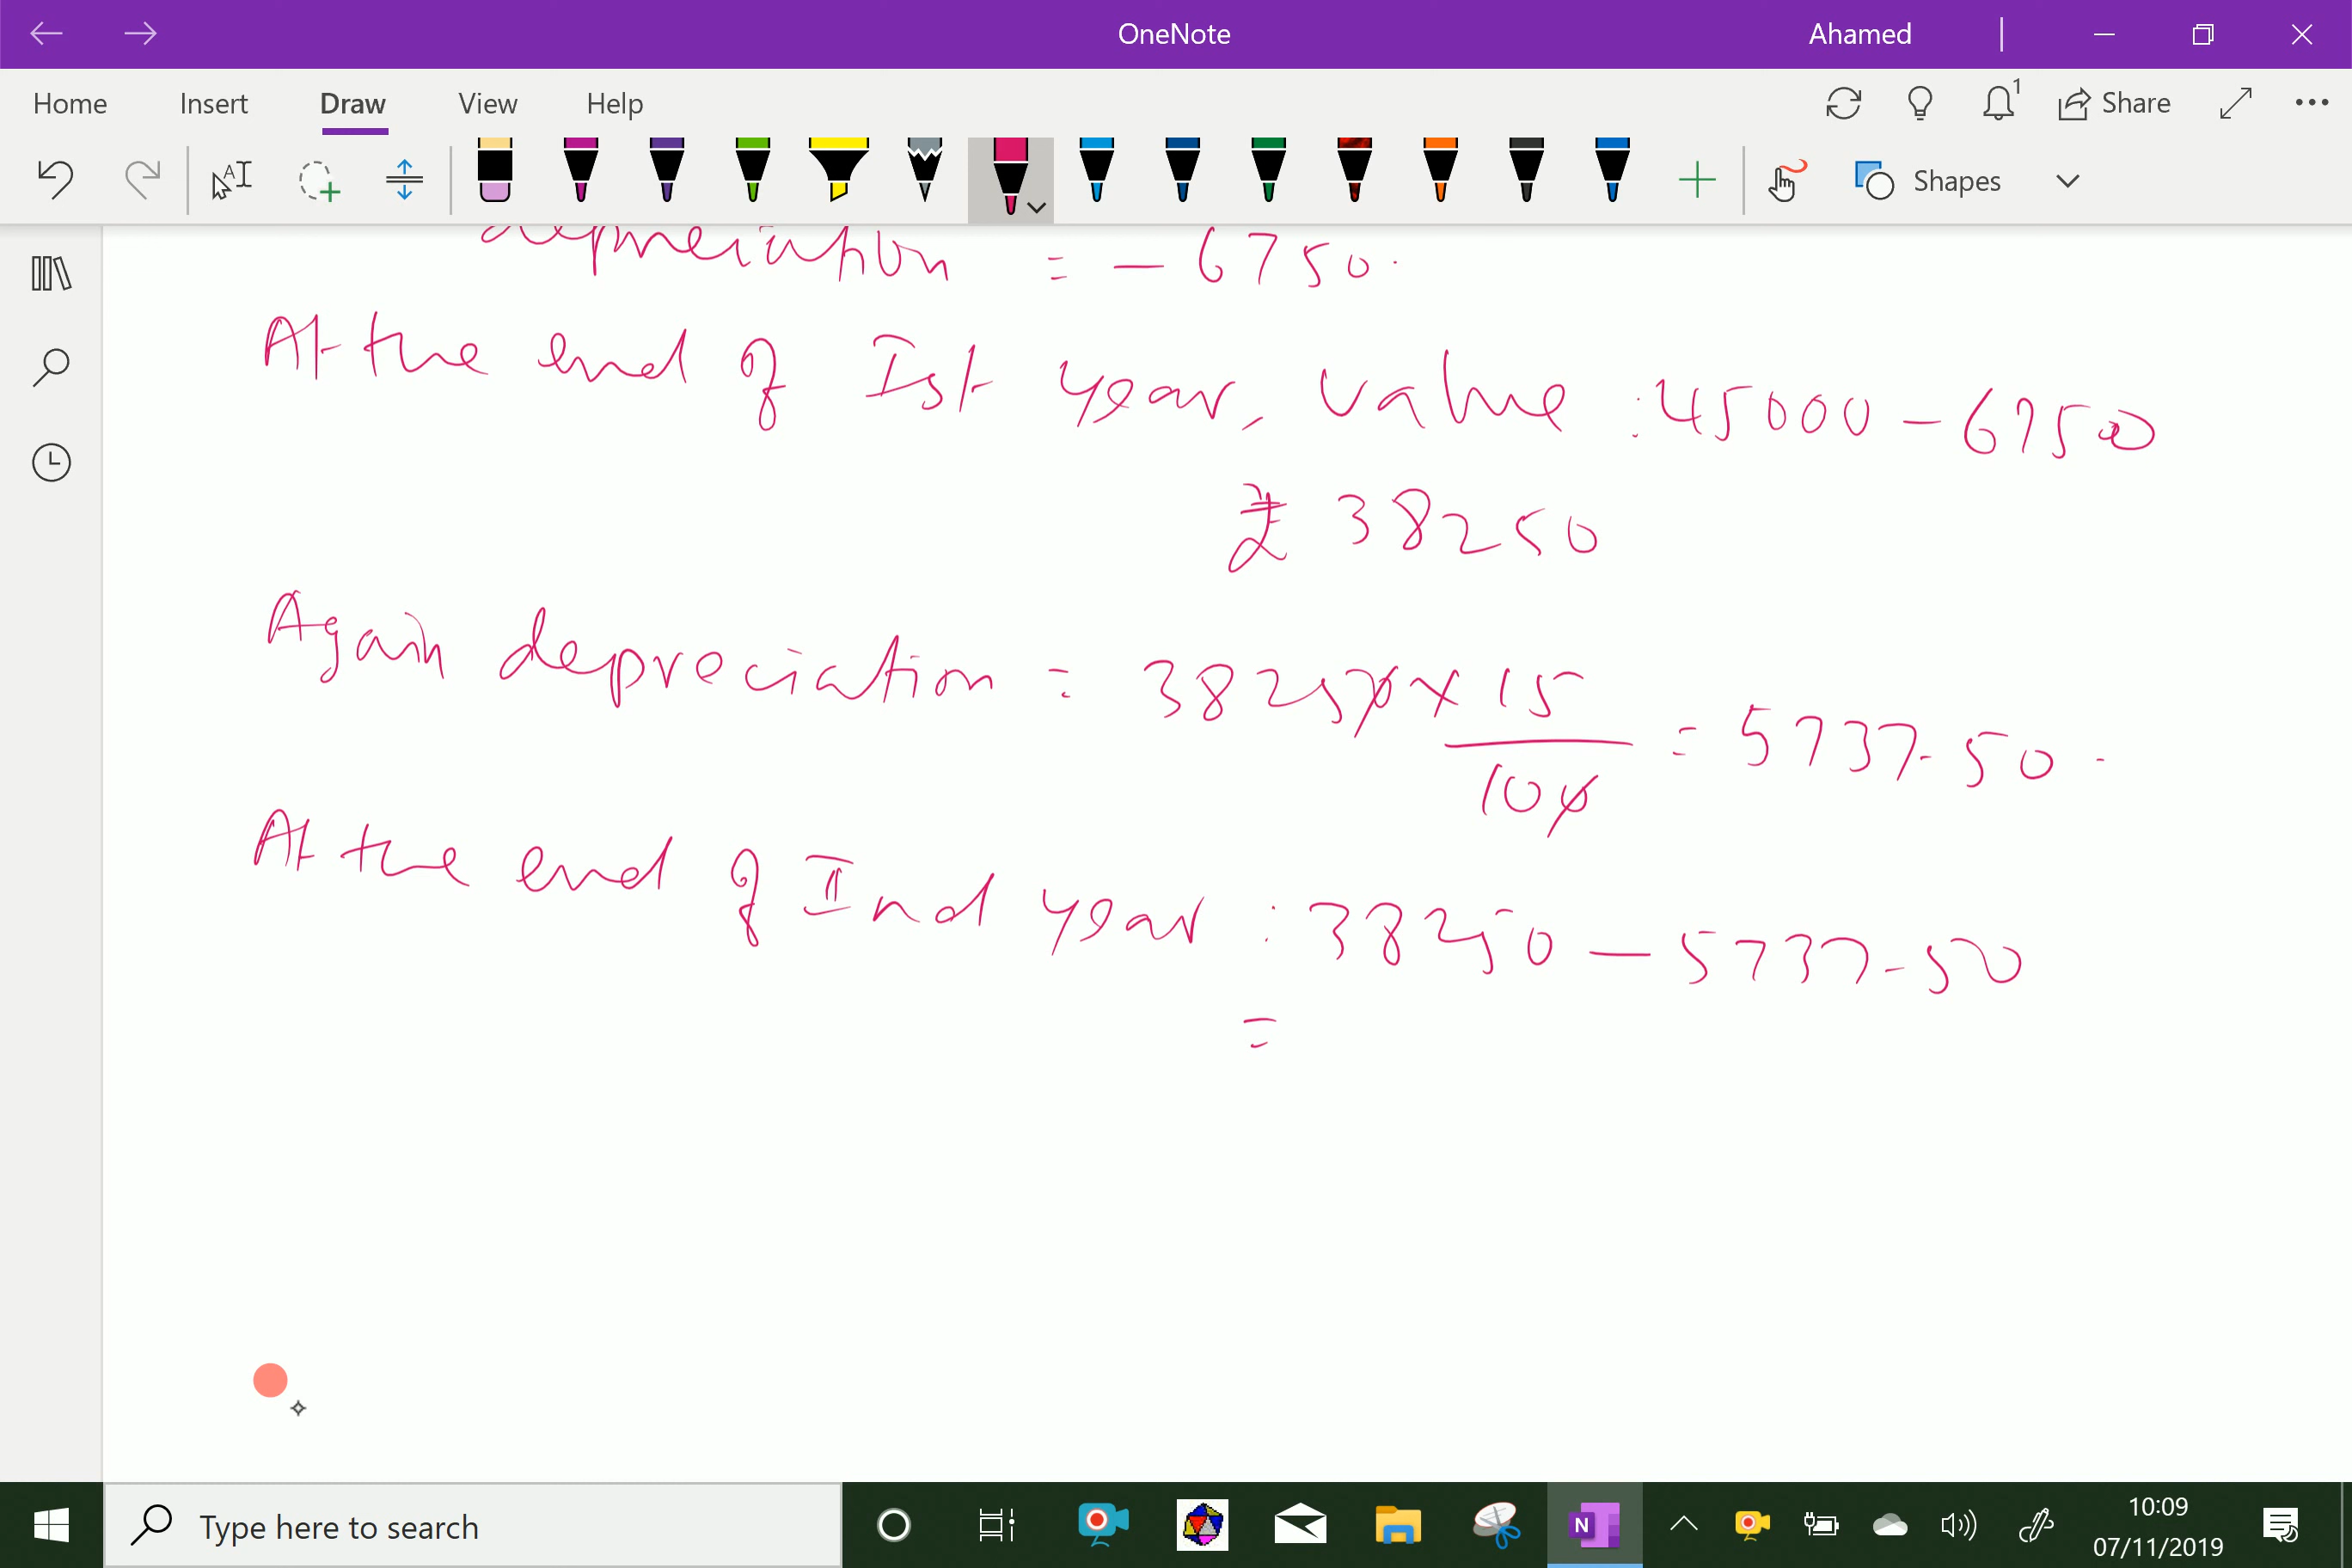 OneNote
Ahamed
Home Insert Draw View Help
1
Share
Shapes
depreciation = - 6750.
At the end of Ist year, value : 45000 - 6750
₹ 38250
Again depreciation = 38250 x 15
100
= 5737.50.
At the end of IInd year : 38250 - 5737.50
=
Type here to search
N
10:09
07/11/2019